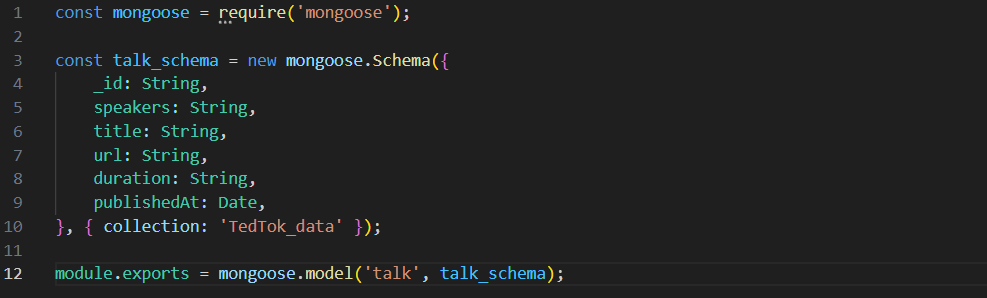 1 const mongoose = require('mongoose');
2
3 const talk_schema = new mongoose.Schema({
4     _id: String,
5     speakers: String,
6     title: String,
7     url: String,
8     duration: String,
9     publishedAt: Date,
10 }, { collection: 'TedTok_data' });
11
12 module.exports = mongoose.model('talk', talk_schema);